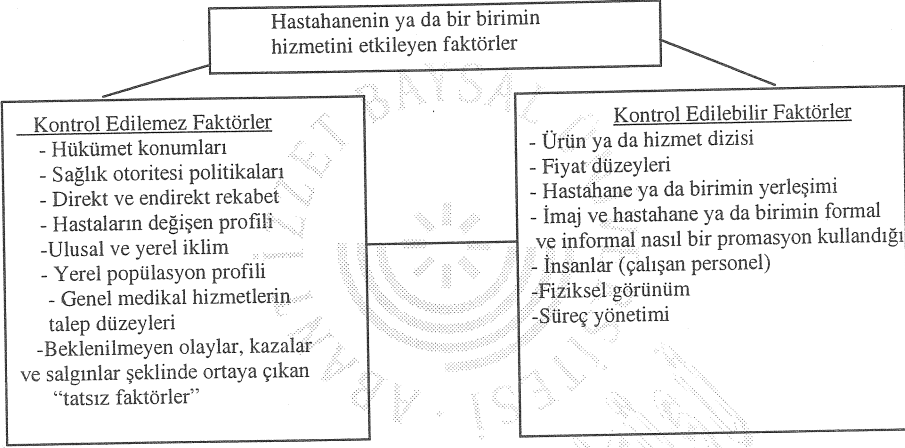 Hastahanenin ya da bir birimin
hizmetini etkileyen faktörler
Kontrol Edilemez Faktörler
- Hükümet konumları
- Sağlık otoritesi politikaları
- Direkt ve endirekt rekabet
- Hastaların değişen profili
-Ulusal ve yerel iklim
- Yerel popülasyon profili
- Genel medikal hizmetlerin
talep düzeyleri
-Beklenilmeyen olaylar, kazalar
ve salgınlar şeklinde ortaya çıkan
“tatsız faktörler”
Kontrol Edilebilir Faktörler
- Ürün ya da hizmet dizisi
- Fiyat düzeyleri
- Hastahane ya da birimin yerleşimi
- İmaj ve hastahane ya da birimin formal
ve informal nasıl bir promasyon kullandığı
- İnsanlar (çalışan personel)
-Fiziksel görünüm
-Süreç yönetimi